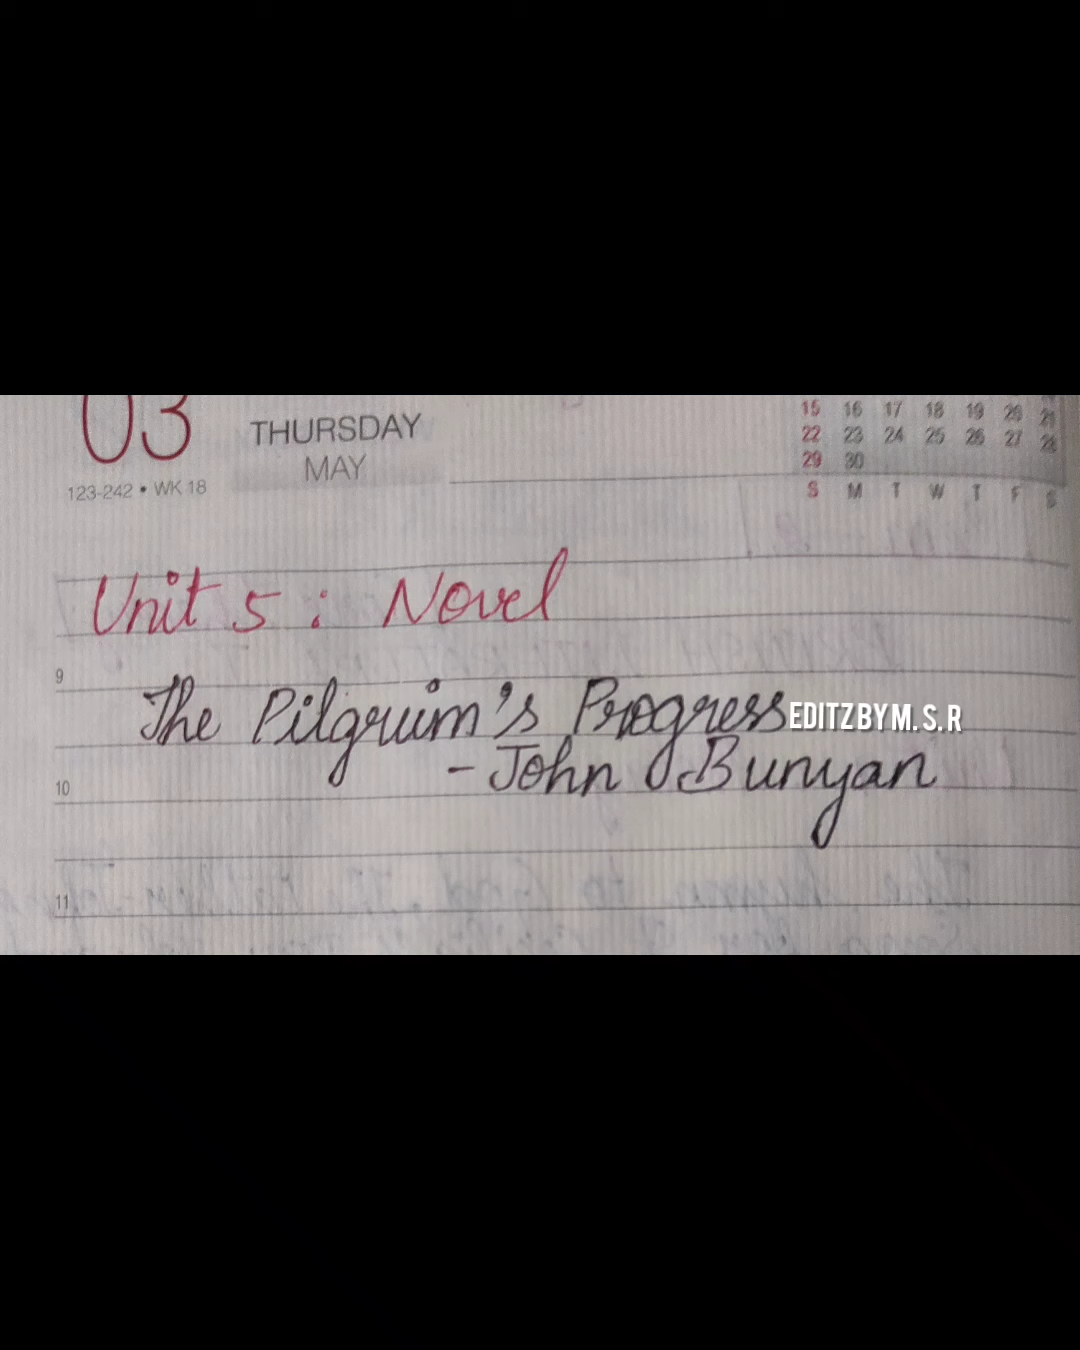 03
THURSDAY
MAY
123-242 • WK 18
15 16 17 18 19 20 21
22 23 24 25 26 27 28
29 30
S M T W T F S
Unit 5 : Novel
9
The Pilgrim's Progress
EDITZBY M. S. R
- John Bunyan
10
11